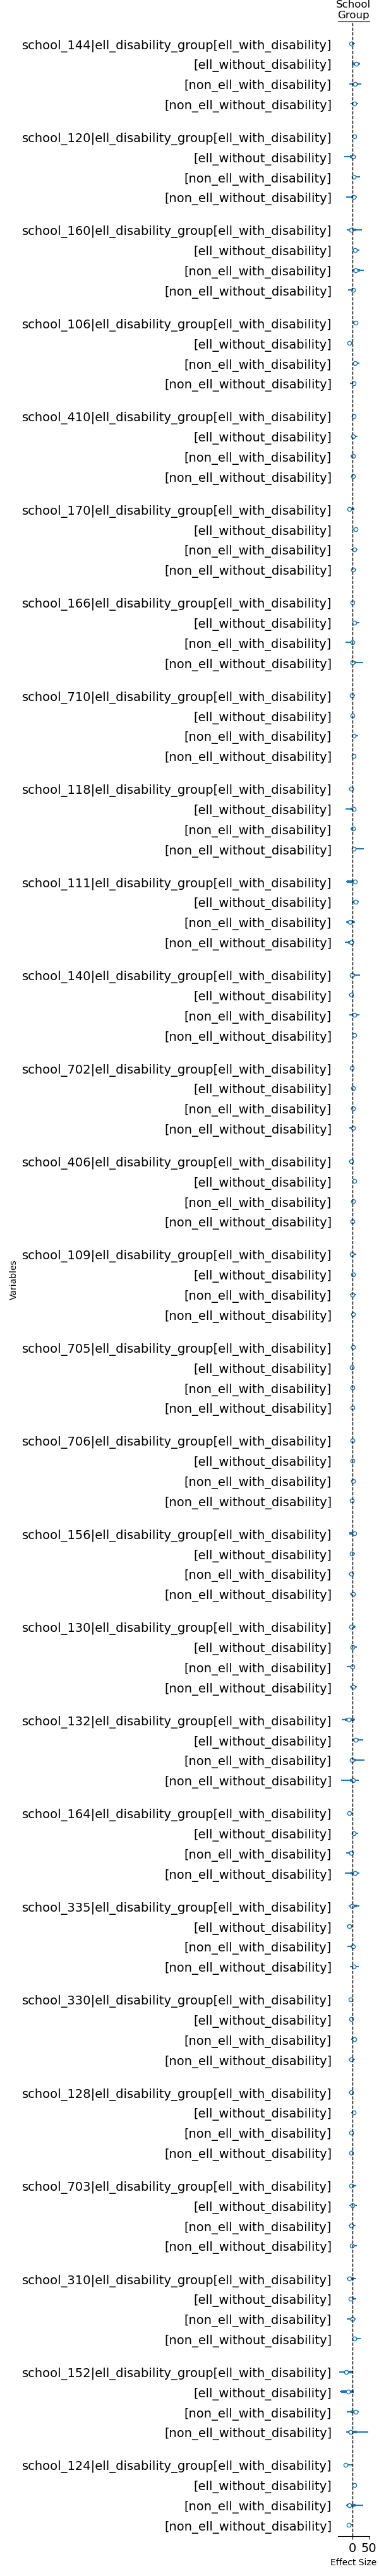 School
Group
school_144|ell_disability_group[ell_with_disability]
[ell_without_disability]
[non_ell_with_disability]
[non_ell_without_disability]
school_120|ell_disability_group[ell_with_disability]
[ell_without_disability]
[non_ell_with_disability]
[non_ell_without_disability]
school_160|ell_disability_group[ell_with_disability]
[ell_without_disability]
[non_ell_with_disability]
[non_ell_without_disability]
school_106|ell_disability_group[ell_with_disability]
[ell_without_disability]
[non_ell_with_disability]
[non_ell_without_disability]
school_410|ell_disability_group[ell_with_disability]
[ell_without_disability]
[non_ell_with_disability]
[non_ell_without_disability]
school_170|ell_disability_group[ell_with_disability]
[ell_without_disability]
[non_ell_with_disability]
[non_ell_without_disability]
school_166|ell_disability_group[ell_with_disability]
[ell_without_disability]
[non_ell_with_disability]
[non_ell_without_disability]
school_710|ell_disability_group[ell_with_disability]
[ell_without_disability]
[non_ell_with_disability]
[non_ell_without_disability]
school_118|ell_disability_group[ell_with_disability]
[ell_without_disability]
[non_ell_with_disability]
[non_ell_without_disability]
school_111|ell_disability_group[ell_with_disability]
[ell_without_disability]
[non_ell_with_disability]
[non_ell_without_disability]
school_140|ell_disability_group[ell_with_disability]
[ell_without_disability]
[non_ell_with_disability]
[non_ell_without_disability]
school_702|ell_disability_group[ell_with_disability]
[ell_without_disability]
[non_ell_with_disability]
[non_ell_without_disability]
school_406|ell_disability_group[ell_with_disability]
[ell_without_disability]
[non_ell_with_disability]
[non_ell_without_disability]
school_109|ell_disability_group[ell_with_disability]
[ell_without_disability]
[non_ell_with_disability]
[non_ell_without_disability]
Variables
school_705|ell_disability_group[ell_with_disability]
[ell_without_disability]
[non_ell_with_disability]
[non_ell_without_disability]
school_706|ell_disability_group[ell_with_disability]
[ell_without_disability]
[non_ell_with_disability]
[non_ell_without_disability]
school_156|ell_disability_group[ell_with_disability]
[ell_without_disability]
[non_ell_with_disability]
[non_ell_without_disability]
school_130|ell_disability_group[ell_with_disability]
[ell_without_disability]
[non_ell_with_disability]
[non_ell_without_disability]
school_132|ell_disability_group[ell_with_disability]
[ell_without_disability]
[non_ell_with_disability]
[non_ell_without_disability]
school_164|ell_disability_group[ell_with_disability]
[ell_without_disability]
[non_ell_with_disability]
[non_ell_without_disability]
school_335|ell_disability_group[ell_with_disability]
[ell_without_disability]
[non_ell_with_disability]
[non_ell_without_disability]
school_330|ell_disability_group[ell_with_disability]
[ell_without_disability]
[non_ell_with_disability]
[non_ell_without_disability]
school_128|ell_disability_group[ell_with_disability]
[ell_without_disability]
[non_ell_with_disability]
[non_ell_without_disability]
school_703|ell_disability_group[ell_with_disability]
[ell_without_disability]
[non_ell_with_disability]
[non_ell_without_disability]
school_310|ell_disability_group[ell_with_disability]
[ell_without_disability]
[non_ell_with_disability]
[non_ell_without_disability]
school_152|ell_disability_group[ell_with_disability]
[ell_without_disability]
[non_ell_with_disability]
[non_ell_without_disability]
school_124|ell_disability_group[ell_with_disability]
[ell_without_disability]
[non_ell_with_disability]
[non_ell_without_disability]
0 50
Effect Size